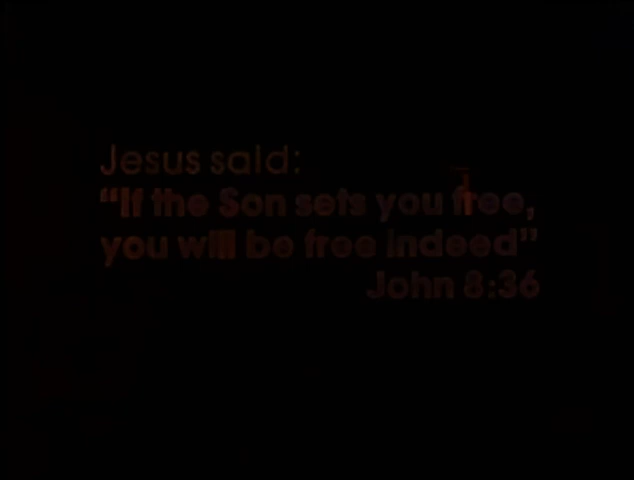 Jesus said:
“If the Son sets you free,
you will be free indeed”
John 8:36